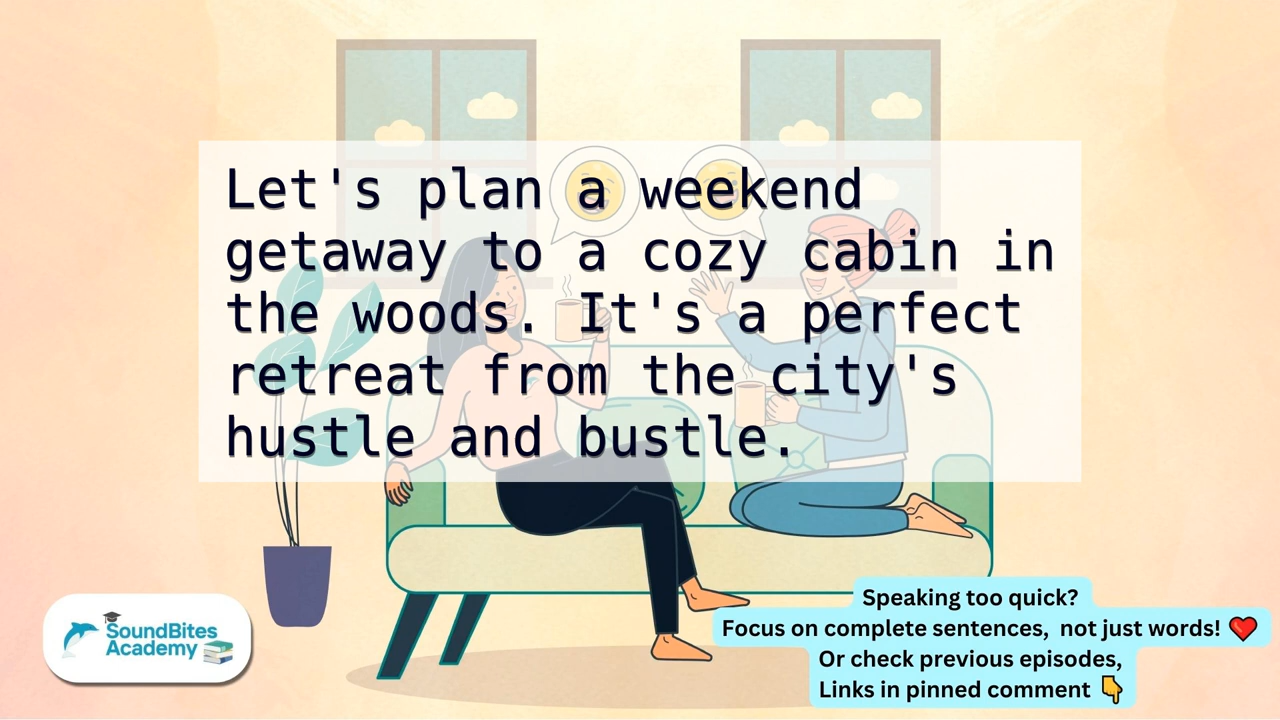 Let's plan a weekend
getaway to a cozy cabin in
the woods. It's a perfect
retreat from the city's
hustle and bustle.
SoundBites
Academy
Speaking too quick?
Focus on complete sentences, not just words! ❤️
Or check previous episodes,
Links in pinned comment 👇